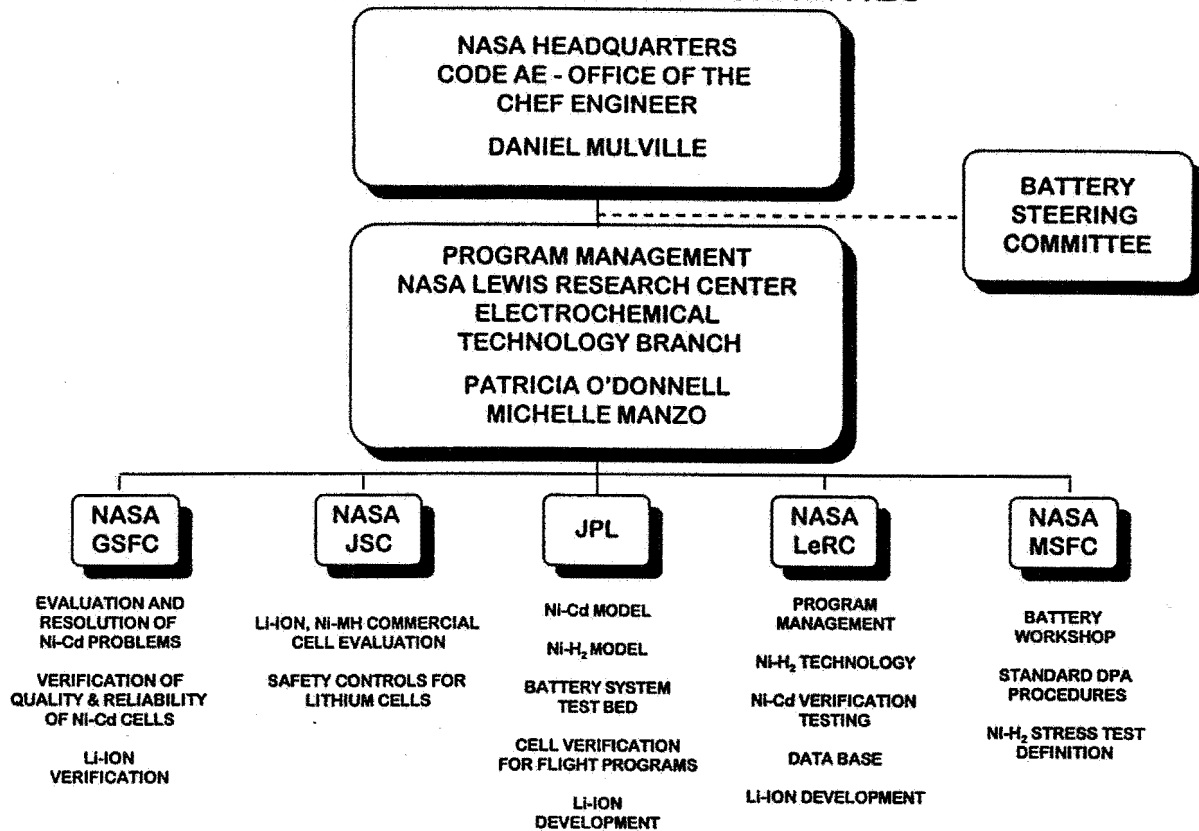 NASA HEADQUARTERS
CODE AE - OFFICE OF THE
CHEF ENGINEER
DANIEL MULVILLE
BATTERY
STEERING
COMMITTEE
PROGRAM MANAGEMENT
NASA LEWIS RESEARCH CENTER
ELECTROCHEMICAL
TECHNOLOGY BRANCH
PATRICIA O'DONNELL
MICHELLE MANZO
NASA
GSFC
EVALUATION AND
RESOLUTION OF
Ni-Cd PROBLEMS
VERIFICATION OF
QUALITY & RELIABILITY
OF Ni-Cd CELLS
Li-ION
VERIFICATION
NASA
JSC
Li-ION, Ni-MH COMMERCIAL
CELL EVALUATION
SAFETY CONTROLS FOR
LITHIUM CELLS
JPL
Ni-Cd MODEL
Ni-H₂ MODEL
BATTERY SYSTEM
TEST BED
CELL VERIFICATION
FOR FLIGHT PROGRAMS
Li-ION
DEVELOPMENT
NASA
LeRC
PROGRAM
MANAGEMENT
Ni-H₂ TECHNOLOGY
Ni-Cd VERIFICATION
TESTING
DATA BASE
Li-ION DEVELOPMENT
NASA
MSFC
BATTERY
WORKSHOP
STANDARD DPA
PROCEDURES
Ni-H₂ STRESS TEST
DEFINITION